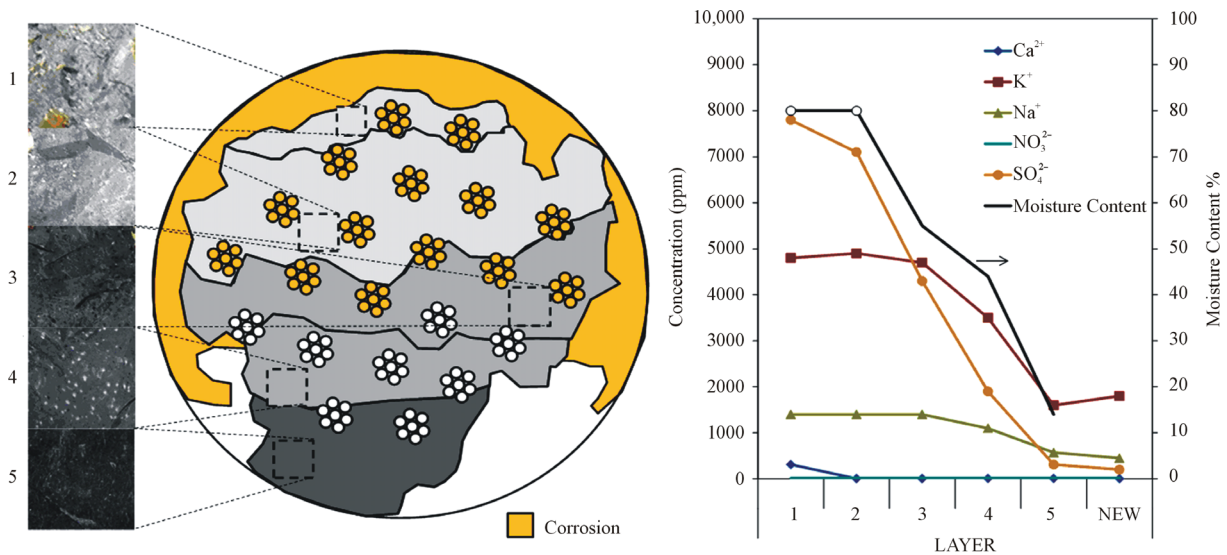 1
2
3
4
5
Corrosion
10,000
9000
8000
7000
6000
5000
4000
3000
2000
1000
0
Concentration (ppm)
Ca²⁺
K⁺
Na⁺
NO₃²⁻
SO₄²⁻
Moisture Content
100
90
80
70
60
50
40
30
20
10
0
Moisture Content %
1 2 3 4 5 NEW
LAYER